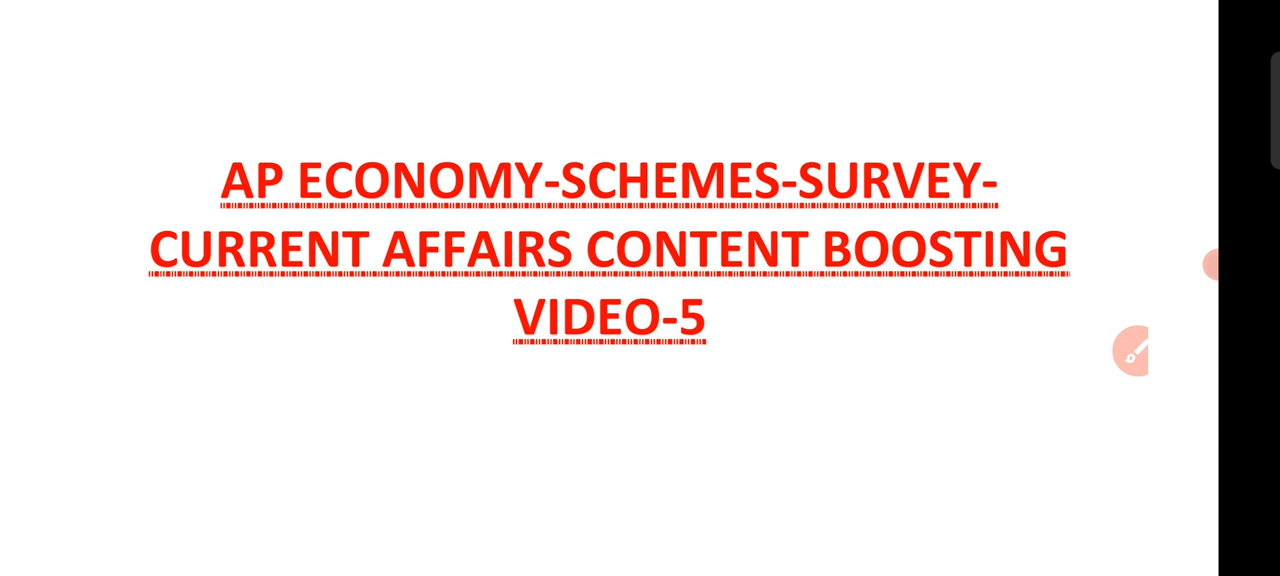 AP ECONOMY-SCHEMES-SURVEY-
CURRENT AFFAIRS CONTENT BOOSTING
VIDEO-5